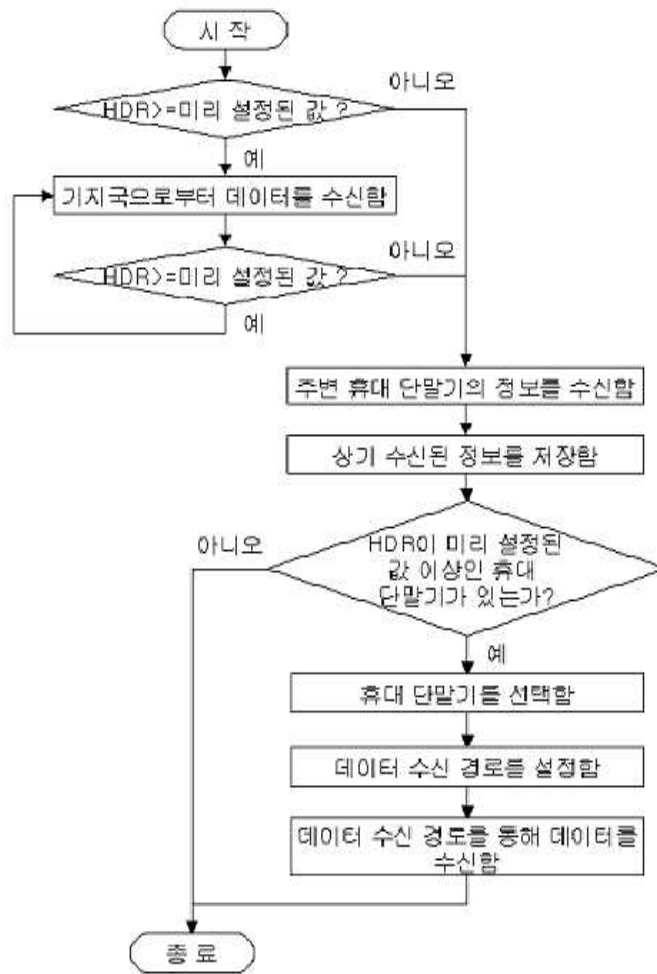 시 작
아니오
HDR>=미리 설정된 값 ?
예
기지국으로부터 데이터를 수신함
아니오
HDR>=미리 설정된 값 ?
예
주변 휴대 단말기의 정보를 수신함
상기 수신된 정보를 저장함
아니오
HDR이 미리 설정된
값 이상인 휴대
단말기가 있는가?
예
휴대 단말기를 선택함
데이터 수신 경로를 설정함
데이터 수신 경로를 통해 데이터를
수신함
종 료